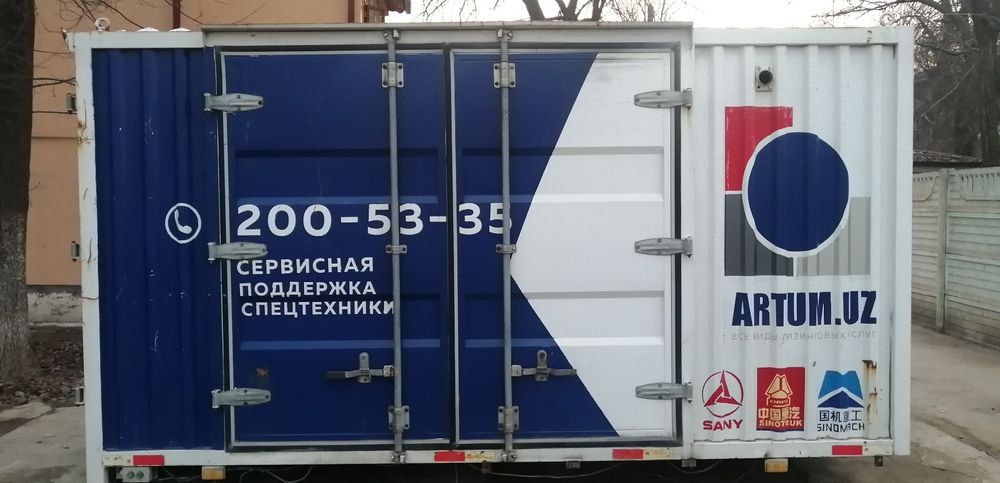 200-53-35
СЕРВИСНАЯ
ПОДДЕРЖКА
СПЕЦТЕХНИКИ
ARTUM.UZ
ВСЕ ВИДЫ ЛИЗИНГОВЫХ УСЛУГ
SANY
CNHTC
中国重汽
SINOTRUK
国机重工
SINOMACH